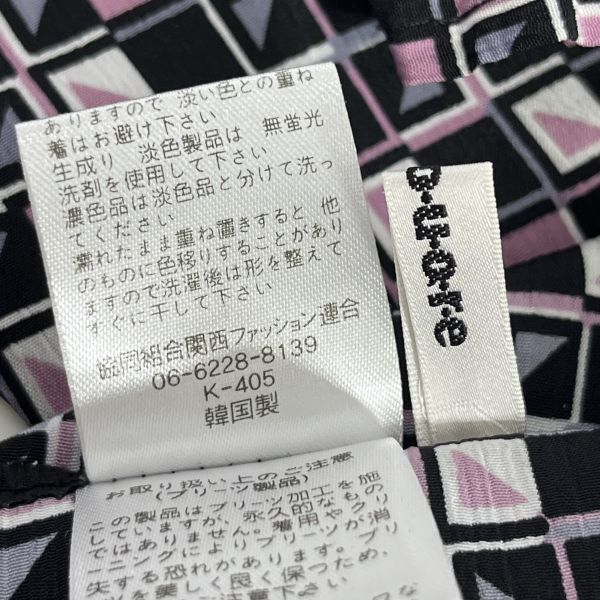 ありますので 淡い色との重ね
着はお避け下さい
生成り 淡色製品は 無蛍光
洗剤を使用して下さい
濃色品は淡色品と分けて洗っ
てください
濡れたまま重ね置きすると 他
のものに色移りすることがあり
ますので洗濯後は形を整えて
すぐに干して下さい
協同組合関西ファッション連合
06-6228-8139
K-405
韓国製
お取り扱い上のご注意
(プリーツ製品)
この製品はプリーツ加工を施
していますが、永久的なもの
ではありません。着用やクリ
ーニングによりプリーツが消
失する恐れがあります。プリ
を美しく良く保つため、